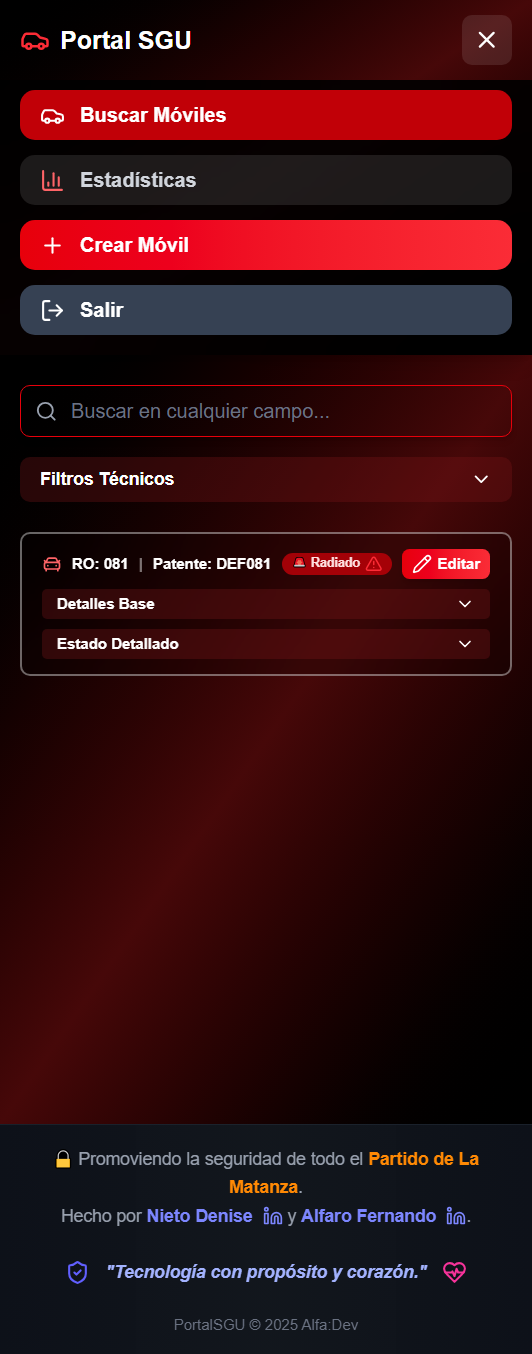 Portal SGU
Buscar Móviles
Estadísticas
Crear Móvil
Salir
Buscar en cualquier campo...
Filtros Técnicos
RO: 081 | Patente: DEF081 Radiado Editar
Detalles Base
Estado Detallado
Promoviendo la seguridad de todo el Partido de La
Matanza.
Hecho por Nieto Denise y Alfaro Fernando .
"Tecnología con propósito y corazón."
PortalSGU © 2025 Alfa:Dev